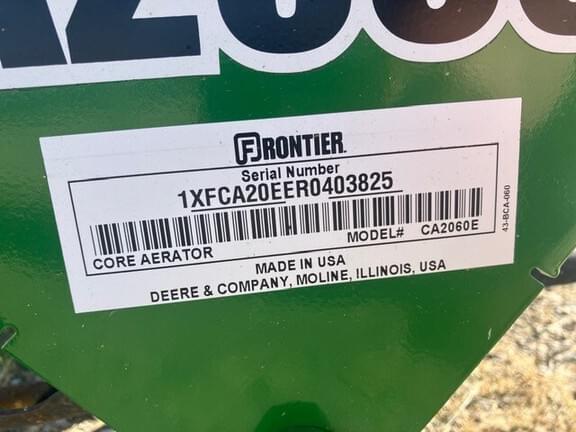 FRONTIER
Serial Number
1XFCA20EER0403825
CORE AERATOR MODEL# CA2060E
MADE IN USA
DEERE & COMPANY, MOLINE, ILLINOIS, USA
43-BCA-060